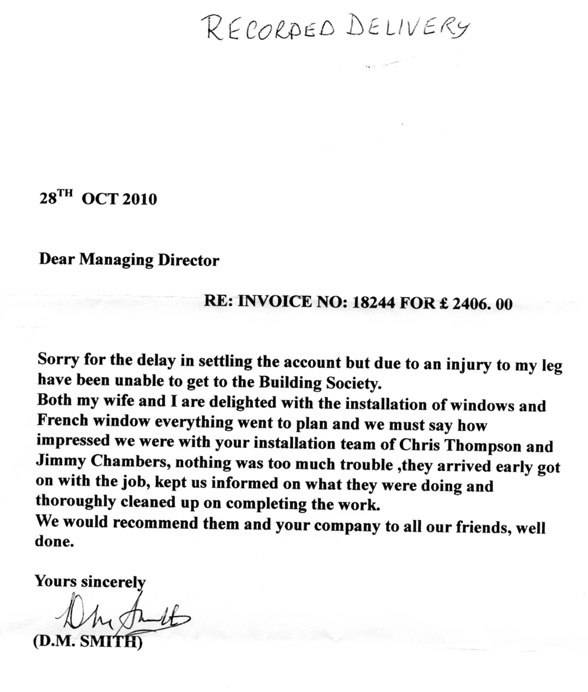 RECORDED DELIVERY
28TH OCT 2010
Dear Managing Director
RE: INVOICE NO: 18244 FOR £ 2406. 00
Sorry for the delay in settling the account but due to an injury to my leg
have been unable to get to the Building Society.
Both my wife and I are delighted with the installation of windows and
French window everything went to plan and we must say how
impressed we were with your installation team of Chris Thompson and
Jimmy Chambers, nothing was too much trouble ,they arrived early got
on with the job, kept us informed on what they were doing and
thoroughly cleaned up on completing the work.
We would recommend them and your company to all our friends, well
done.
Yours sincerely
DM Smith
(D.M. SMITH)